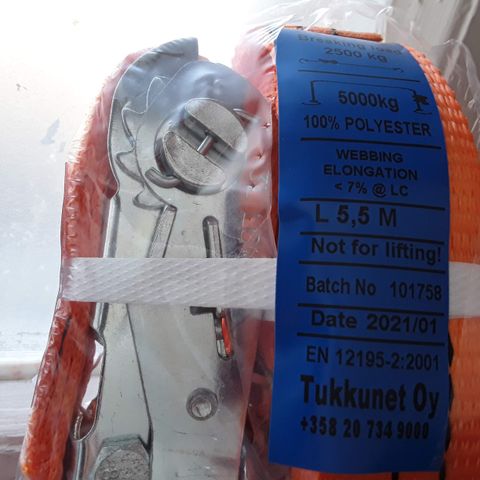 Breaking load
2500 kg
5000kg
100% POLYESTER
WEBBING
ELONGATION
< 7% @ LC
L 5,5 M
Not for lifting!
Batch No 101758
Date 2021/01
EN 12195-2:2001
Tukkunet Oy
+358 20 734 9000